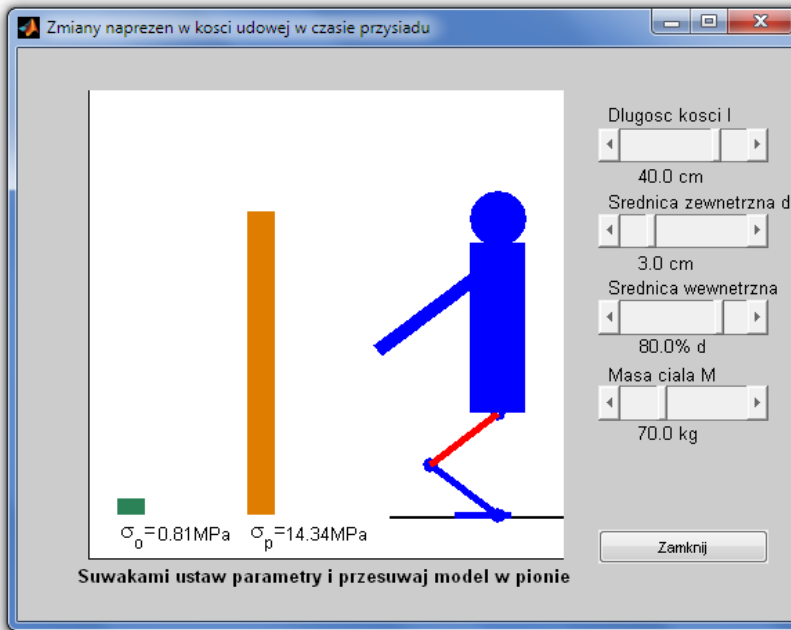 Zmiany naprezen w kosci udowej w czasie przysiadu
Dlugosc kosci l
40.0 cm
Srednica zewnetrzna d
3.0 cm
Srednica wewnetrzna
80.0% d
Masa ciala M
70.0 kg
σo=0.81MPa σp=14.34MPa
Zamknij
Suwakami ustaw parametry i przesuwaj model w pionie